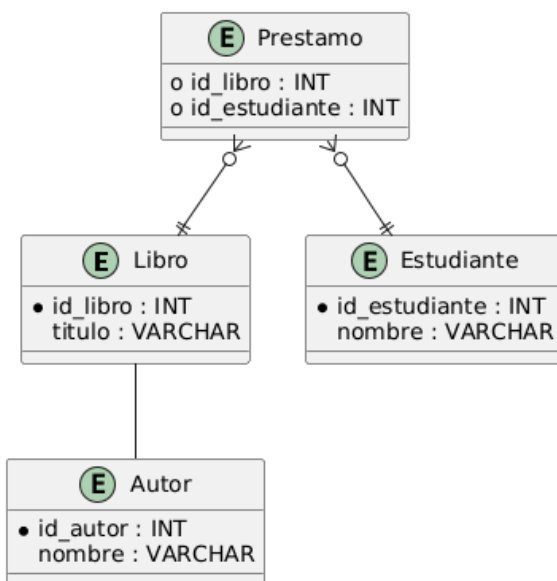 E Prestamo
o id_libro : INT
o id_estudiante : INT
E Libro
id_libro : INT
titulo : VARCHAR
E Estudiante
id_estudiante : INT
nombre : VARCHAR
E Autor
id_autor : INT
nombre : VARCHAR